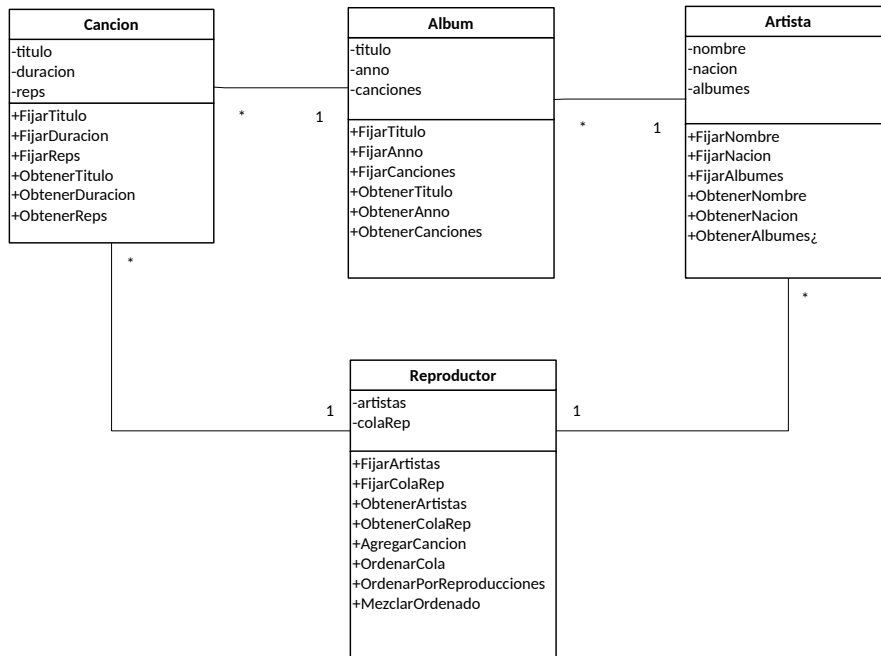 Cancion
-titulo
-duracion
-reps
+FijarTitulo
+FijarDuracion
+FijarReps
+ObtenerTitulo
+ObtenerDuracion
+ObtenerReps
*
1
Album
-titulo
-anno
-canciones
+FijarTitulo
+FijarAnno
+FijarCanciones
+ObtenerTitulo
+ObtenerAnno
+ObtenerCanciones
*
1
Artista
-nombre
-nacion
-albumes
+FijarNombre
+FijarNacion
+FijarAlbumes
+ObtenerNombre
+ObtenerNacion
+ObtenerAlbumes¿
*
*
1
Reproductor
-artistas
-colaRep
+FijarArtistas
+FijarColaRep
+ObtenerArtistas
+ObtenerColaRep
+AgregarCancion
+OrdenarCola
+OrdenarPorReproducciones
+MezclarOrdenado
1